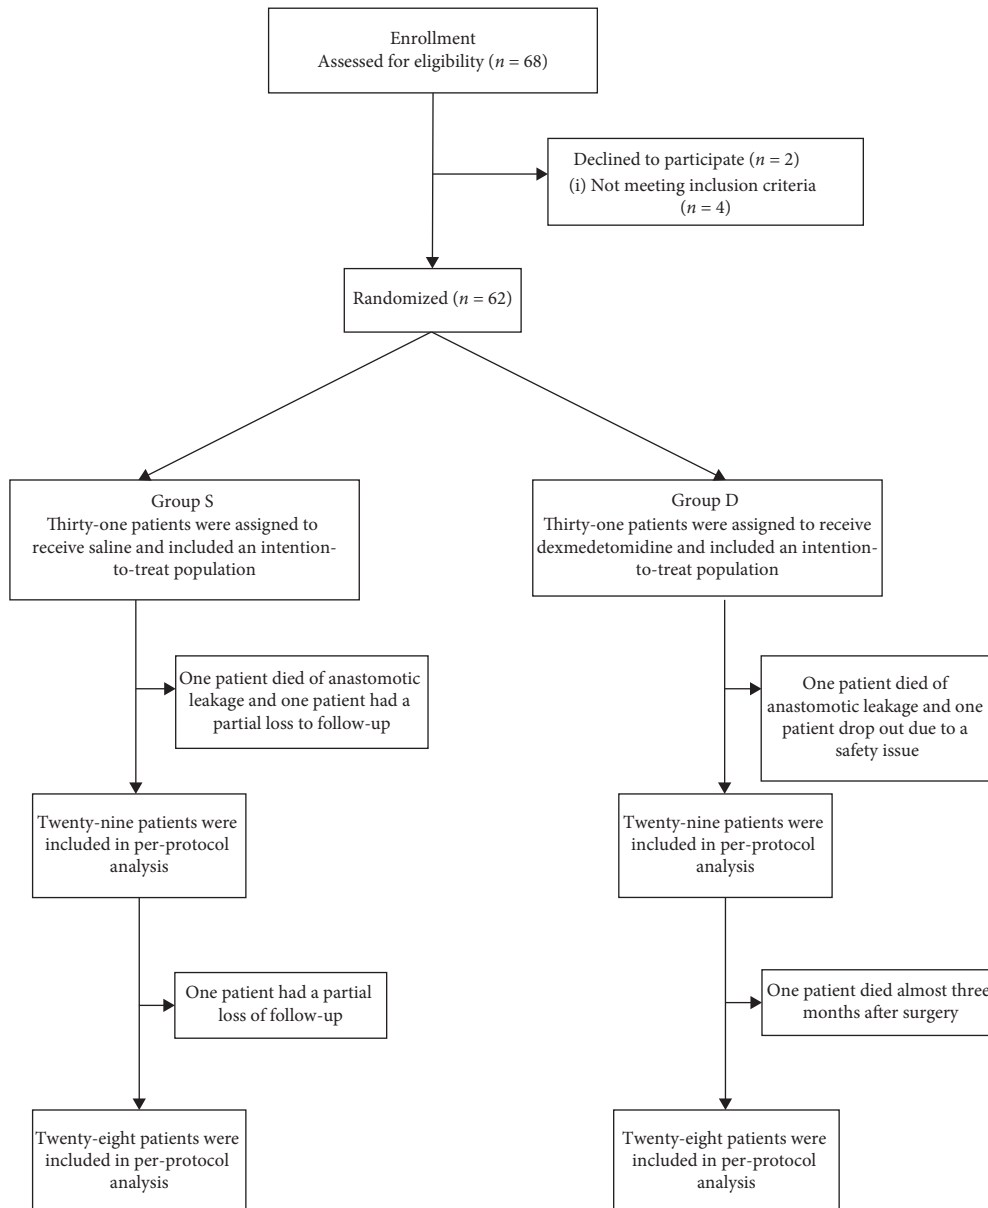 Enrollment
Assessed for eligibility (n = 68)
Declined to participate (n = 2)
(i) Not meeting inclusion criteria
(n = 4)
Randomized (n = 62)
Group S
Thirty-one patients were assigned to
receive saline and included an intention-
to-treat population
Group D
Thirty-one patients were assigned to receive
dexmedetomidine and included an intention-
to-treat population
One patient died of anastomotic
leakage and one patient had a
partial loss to follow-up
One patient died of
anastomotic leakage and one
patient drop out due to a
safety issue
Twenty-nine patients were
included in per-protocol
analysis
Twenty-nine patients were
included in per-protocol
analysis
One patient had a partial
loss of follow-up
One patient died almost three
months after surgery
Twenty-eight patients were
included in per-protocol
analysis
Twenty-eight patients were
included in per-protocol
analysis